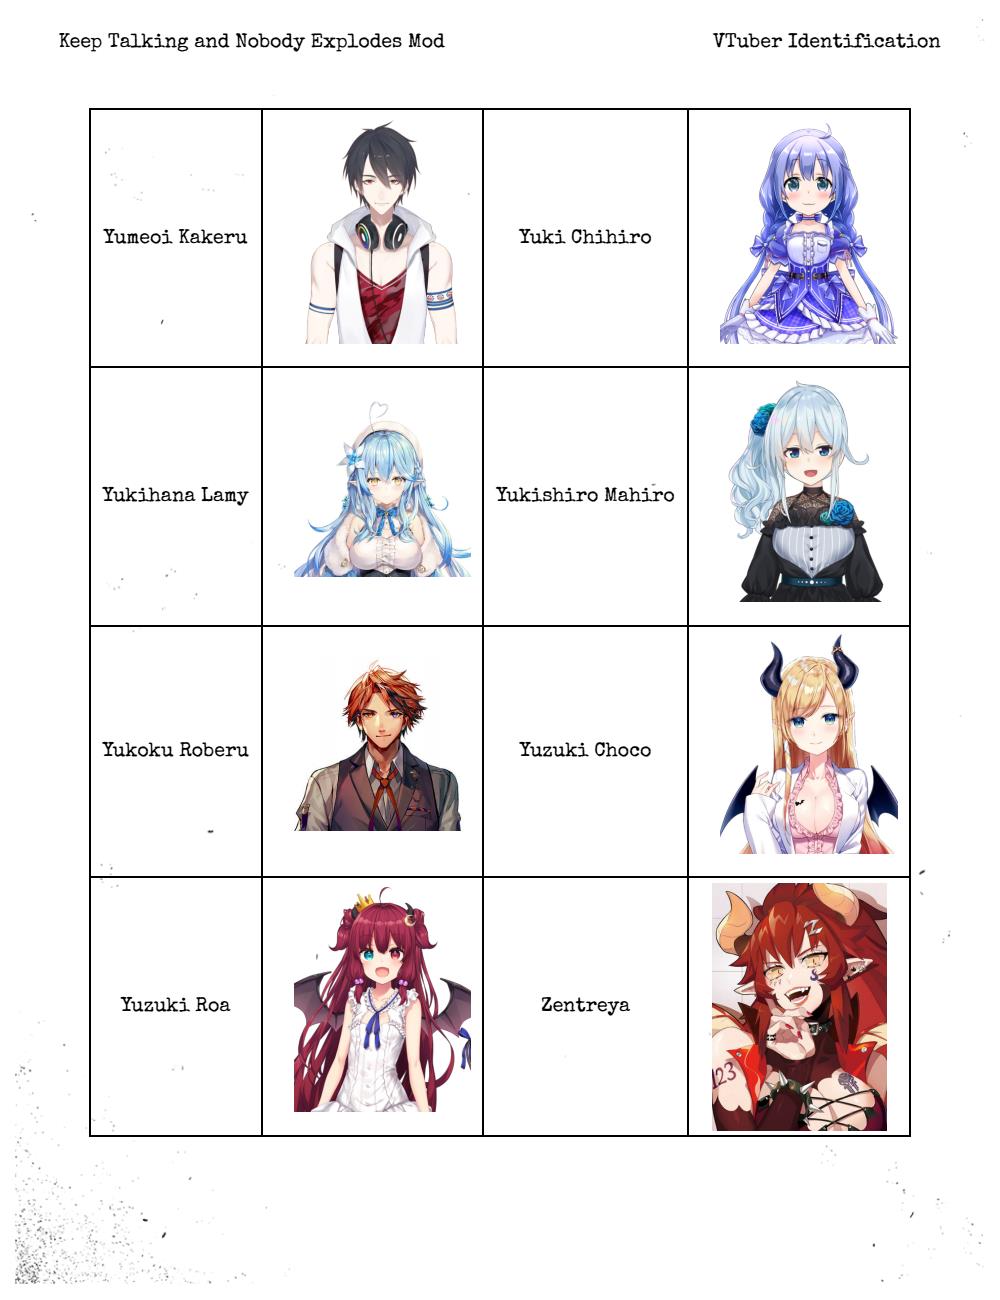 Keep Talking and Nobody Explodes Mod
VTuber Identification
Yumeoi Kakeru
Yuki Chihiro
Yukihana Lamy
Yukishiro Mahiro
Yukoku Roberu
Yuzuki Choco
Yuzuki Roa
Zentreya
Z
123